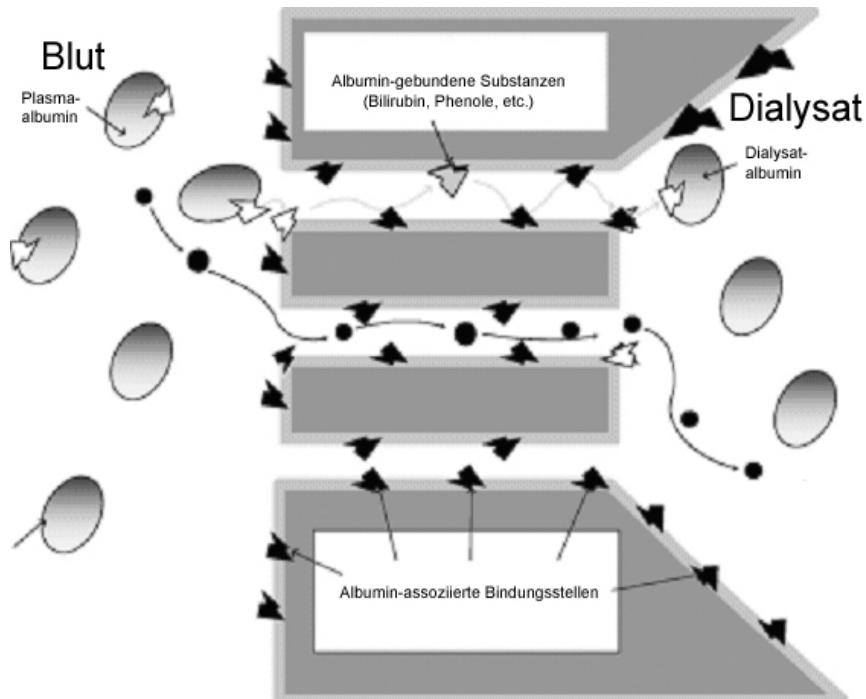 Blut
Plasma-
albumin
Albumin-gebundene Substanzen
(Bilirubin, Phenole, etc.)
Dialysat
Dialysat-
albumin
Albumin-assoziierte Bindungsstellen